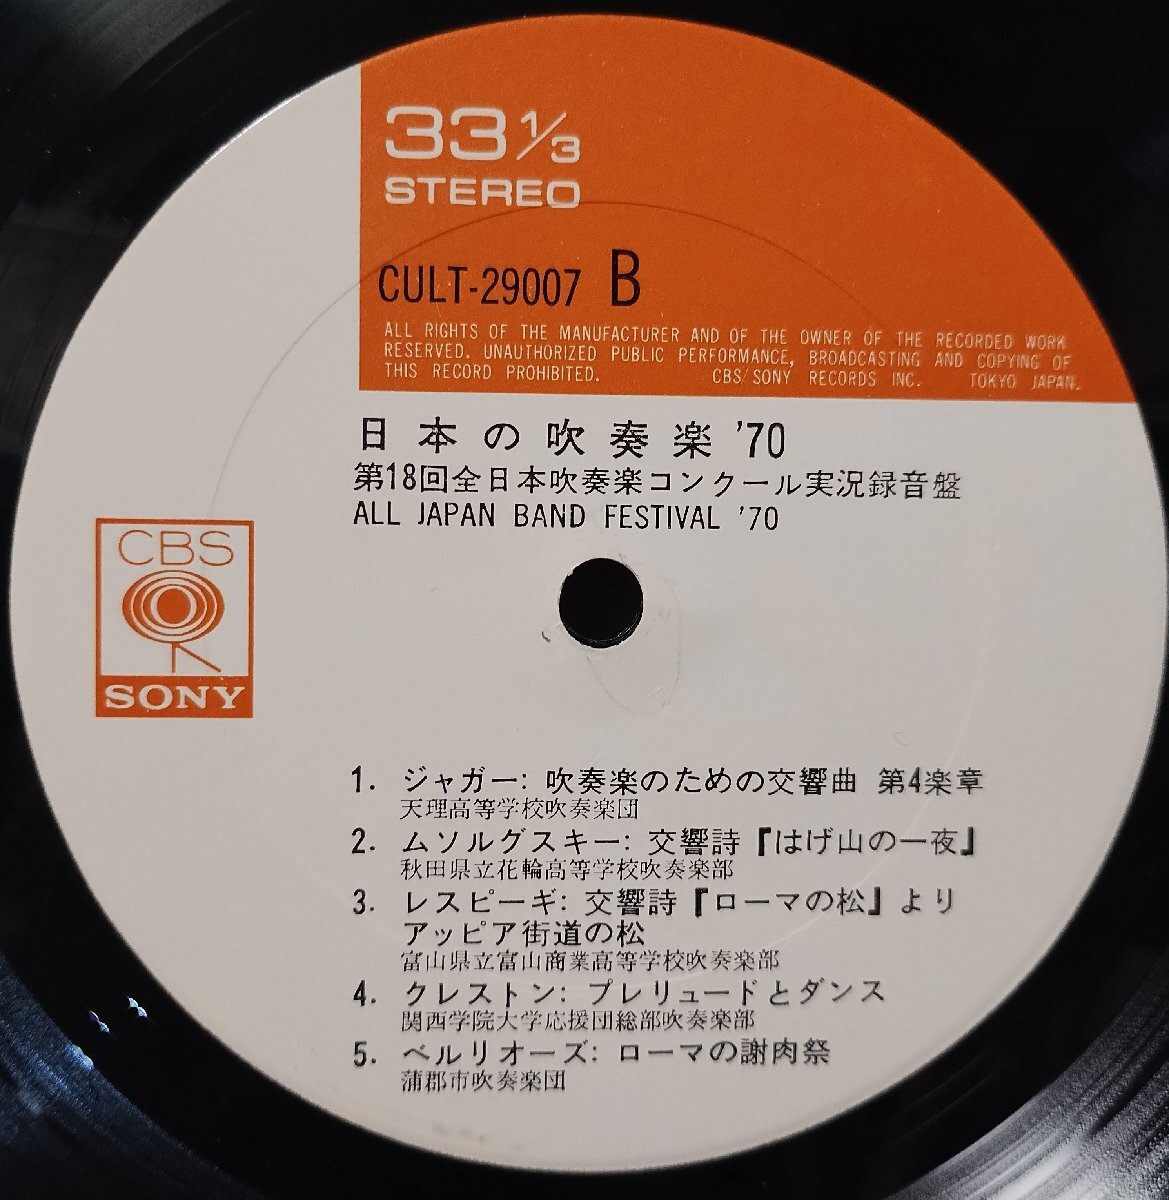 33 1/3
STEREO
CULT-29007 B
ALL RIGHTS OF THE MANUFACTURER AND OF THE OWNER OF THE RECORDED WORK
RESERVED. UNAUTHORIZED PUBLIC PERFORMANCE, BROADCASTING AND COPYING OF
THIS RECORD PROHIBITED. CBS/SONY RECORDS INC. TOKYO JAPAN.
日本の吹奏楽 '70
第18回全日本吹奏楽コンクール実況録音盤
ALL JAPAN BAND FESTIVAL '70
CBS
SONY
1. ジャガー: 吹奏楽のための交響曲 第4楽章
天理高等学校吹奏楽団
2. ムソルグスキー: 交響詩『はげ山の一夜』
秋田県立花輪高等学校吹奏楽部
3. レスピーギ: 交響詩『ローマの松』より
アッピア街道の松
富山県立富山商業高等学校吹奏楽部
4. クレストン: プレリュードとダンス
関西学院大学応援団総部吹奏楽部
5. ベルリオーズ: ローマの謝肉祭
蒲郡市吹奏楽団